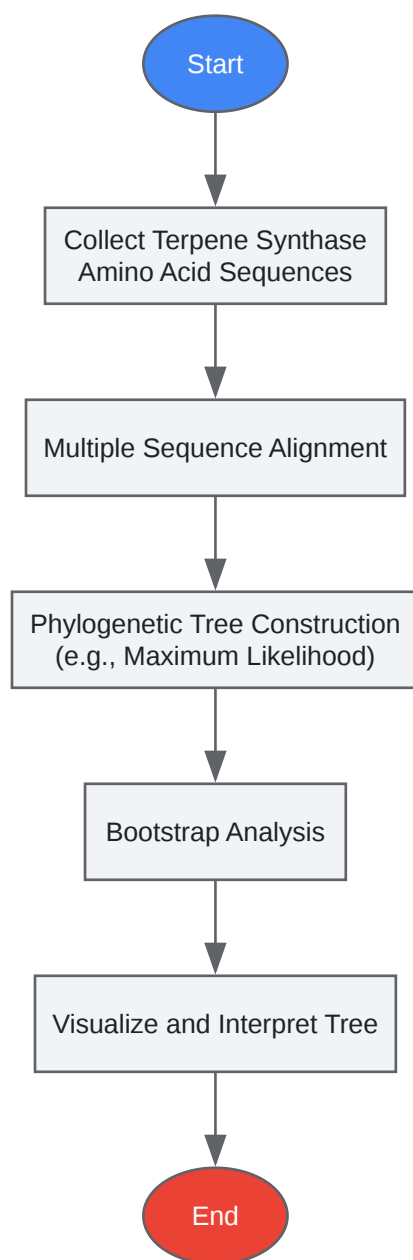 Start
Collect Terpene Synthase
Amino Acid Sequences
Multiple Sequence Alignment
Phylogenetic Tree Construction
(e.g., Maximum Likelihood)
Bootstrap Analysis
Visualize and Interpret Tree
End